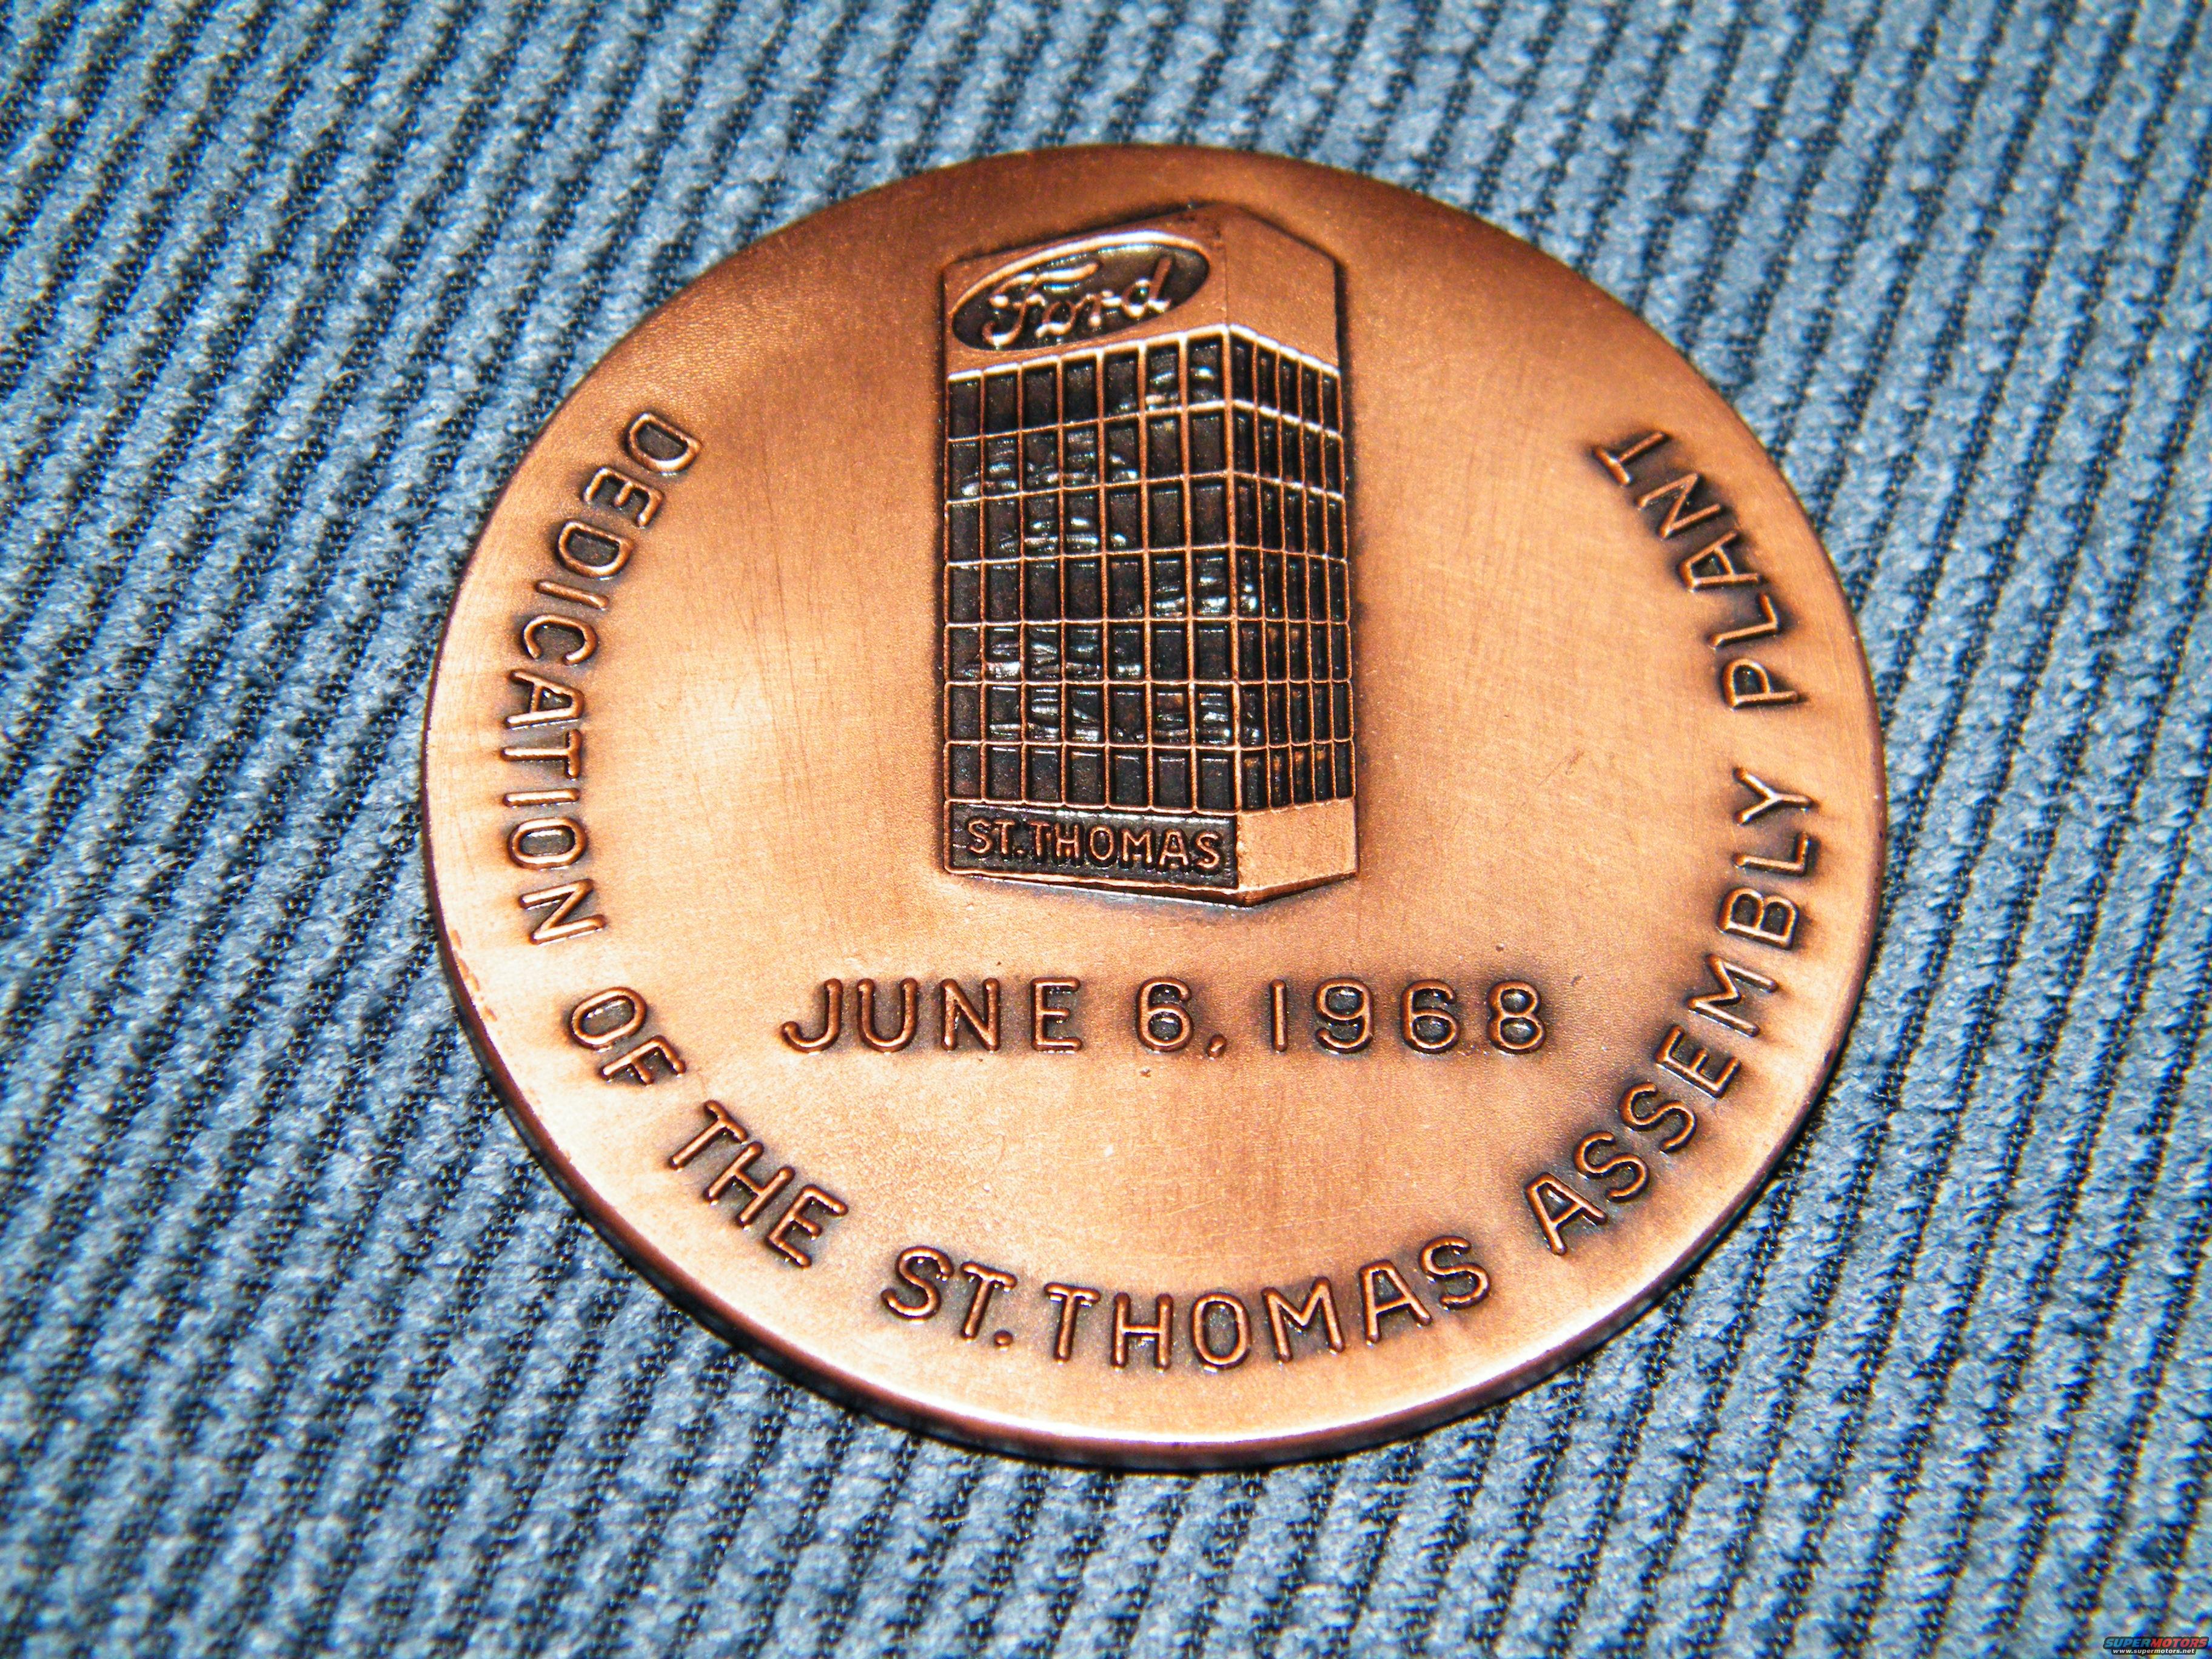 Ford
ST. THOMAS
JUNE 6, 1968
DEDICATION OF THE ST. THOMAS ASSEMBLY PLANT
SUPERMOTORS
www.supermotors.net